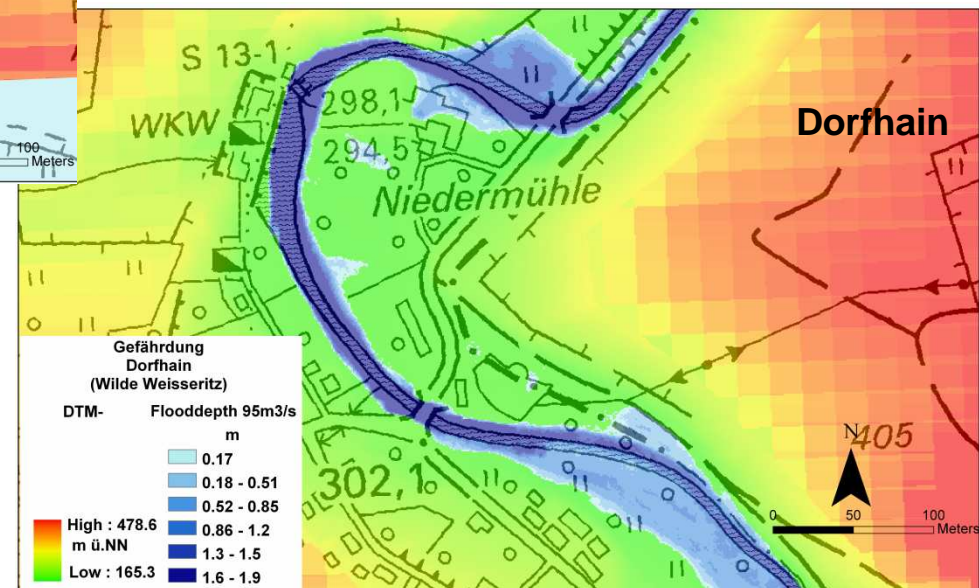 S 13-1
WKW
298,1
294,5
Niedermühle
Dorfhain
100
Meters
Gefährdung
Dorfhain
(Wilde Weisseritz)
DTM-
Flooddepth 95m3/s
m
0.17
0.18 - 0.51
0.52 - 0.85
0.86 - 1.2
1.3 - 1.5
1.6 - 1.9
High : 478.6
m ü.NN
Low : 165.3
302,1
N
405
0 50 100
Meters